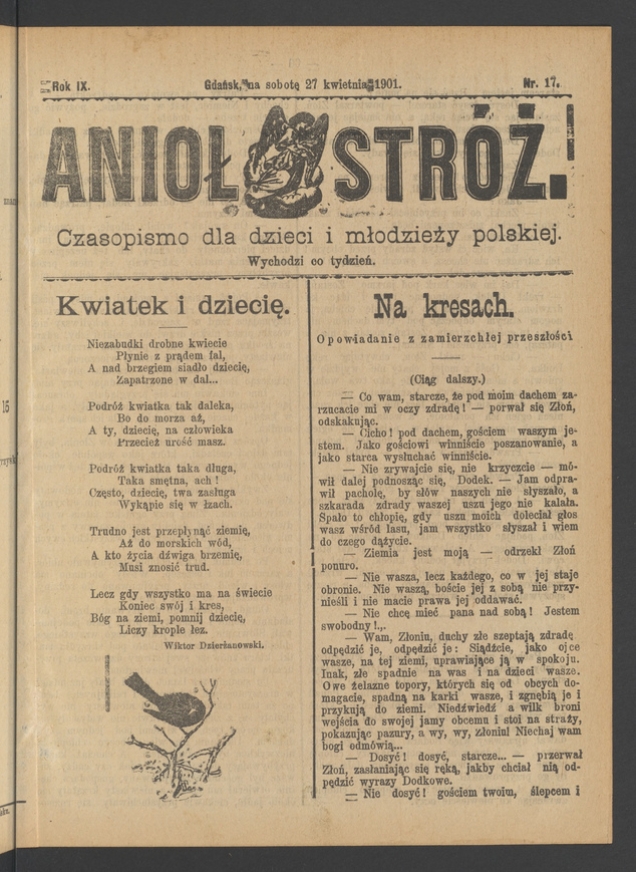 Rok IX.
Gdańsk, na sobotę 27 kwietnia 1901.
Nr. 17.
ANIOŁ STRÓŻ.
Czasopismo dla dzieci i młodzieży polskiej.
Wychodzi co tydzień.
Kwiatek i dziecię.
Niezabudki drobne kwiecie
Płynie z prądem fal,
A nad brzegiem siadło dziecię,
Zapatrzone w dal...
Podróż kwiatka tak daleka,
Bo do morza aż,
A ty, dziecię, na człowieka
Przecież uróść masz.
Podróż kwiatka taka długa,
Taka smętna, ach!
Często, dziecię, twa zasługa
Wykąpie się w łzach.
Trudno jest przepłynąć ziemię,
Aż do morskich wód,
A kto życia dźwiga brzemię,
Musi znosić trud.
Lecz gdy wszystko ma na świecie
Koniec swój i kres,
Bóg na ziemi, pomnij dziecię,
Liczy krople łez.
Wiktor Dzierżanowski.
Na kresach.
Opowiadanie z zamierzchłej przeszłości
(Ciąg dalszy.)
— Co wam, starcze, że pod moim dachem za-
rzucacie mi w oczy zdradę! — porwał się Złoń,
odskakując.
— Cicho! pod dachem, gościem waszym je-
stem. Jako gościowi winniście poszanowanie, a
jako starca wysłuchać winniście.
— Nie zrywajcie się, nie krzyczcie — mó-
wił dalej podnosząc się, Dodek. — Jam odpra-
wił pacholę, by słów naszych nie słyszało, a
szkarada zdrady waszej uszu jego nie kalała.
Spało to chłopię, gdy uszu moich doleciał głos
wasz wśród lasu, jam wszystko słyszał i wiem
do czego dążycie.
— Ziemia jest moją — odrzekł Złoń
ponuro.
— Nie wasza, lecz każdego, co w jej staje
obronie. Nie waszą, boście jej z sobą nie przy-
nieśli i nie macie prawa jej oddawać.
— Nie chcę mieć pana nad sobą! Jestem
swobodny!...
— Wam, Złoniu, duchy złe szeptają zdradę
odpędzić je, odpędzić je: Siądźcie, jako ojce
wasze, na tej ziemi, uprawiające ją w spokoju.
Inak, złe spadnie na was i na dzieci wasze.
Owe żelazne topory, których się od obcych do-
magacie, spadną na karki wasze, i zgnębią je i
przykują do ziemi. Niedźwiedź a wilk broni
wejścia do swojej jamy obcemu i stoi na straży,
pokazując pazury, a wy, wy, Złoniu! Niechaj wam
bogi odmówią...
— Dosyć! dosyć, starcze... — przerwał
Złoń, zasłaniając się ręką, jakby chciał nią od-
pędzić wyrazy Dodkowe.
— Nie dosyć! gościem twoim, ślepcem i